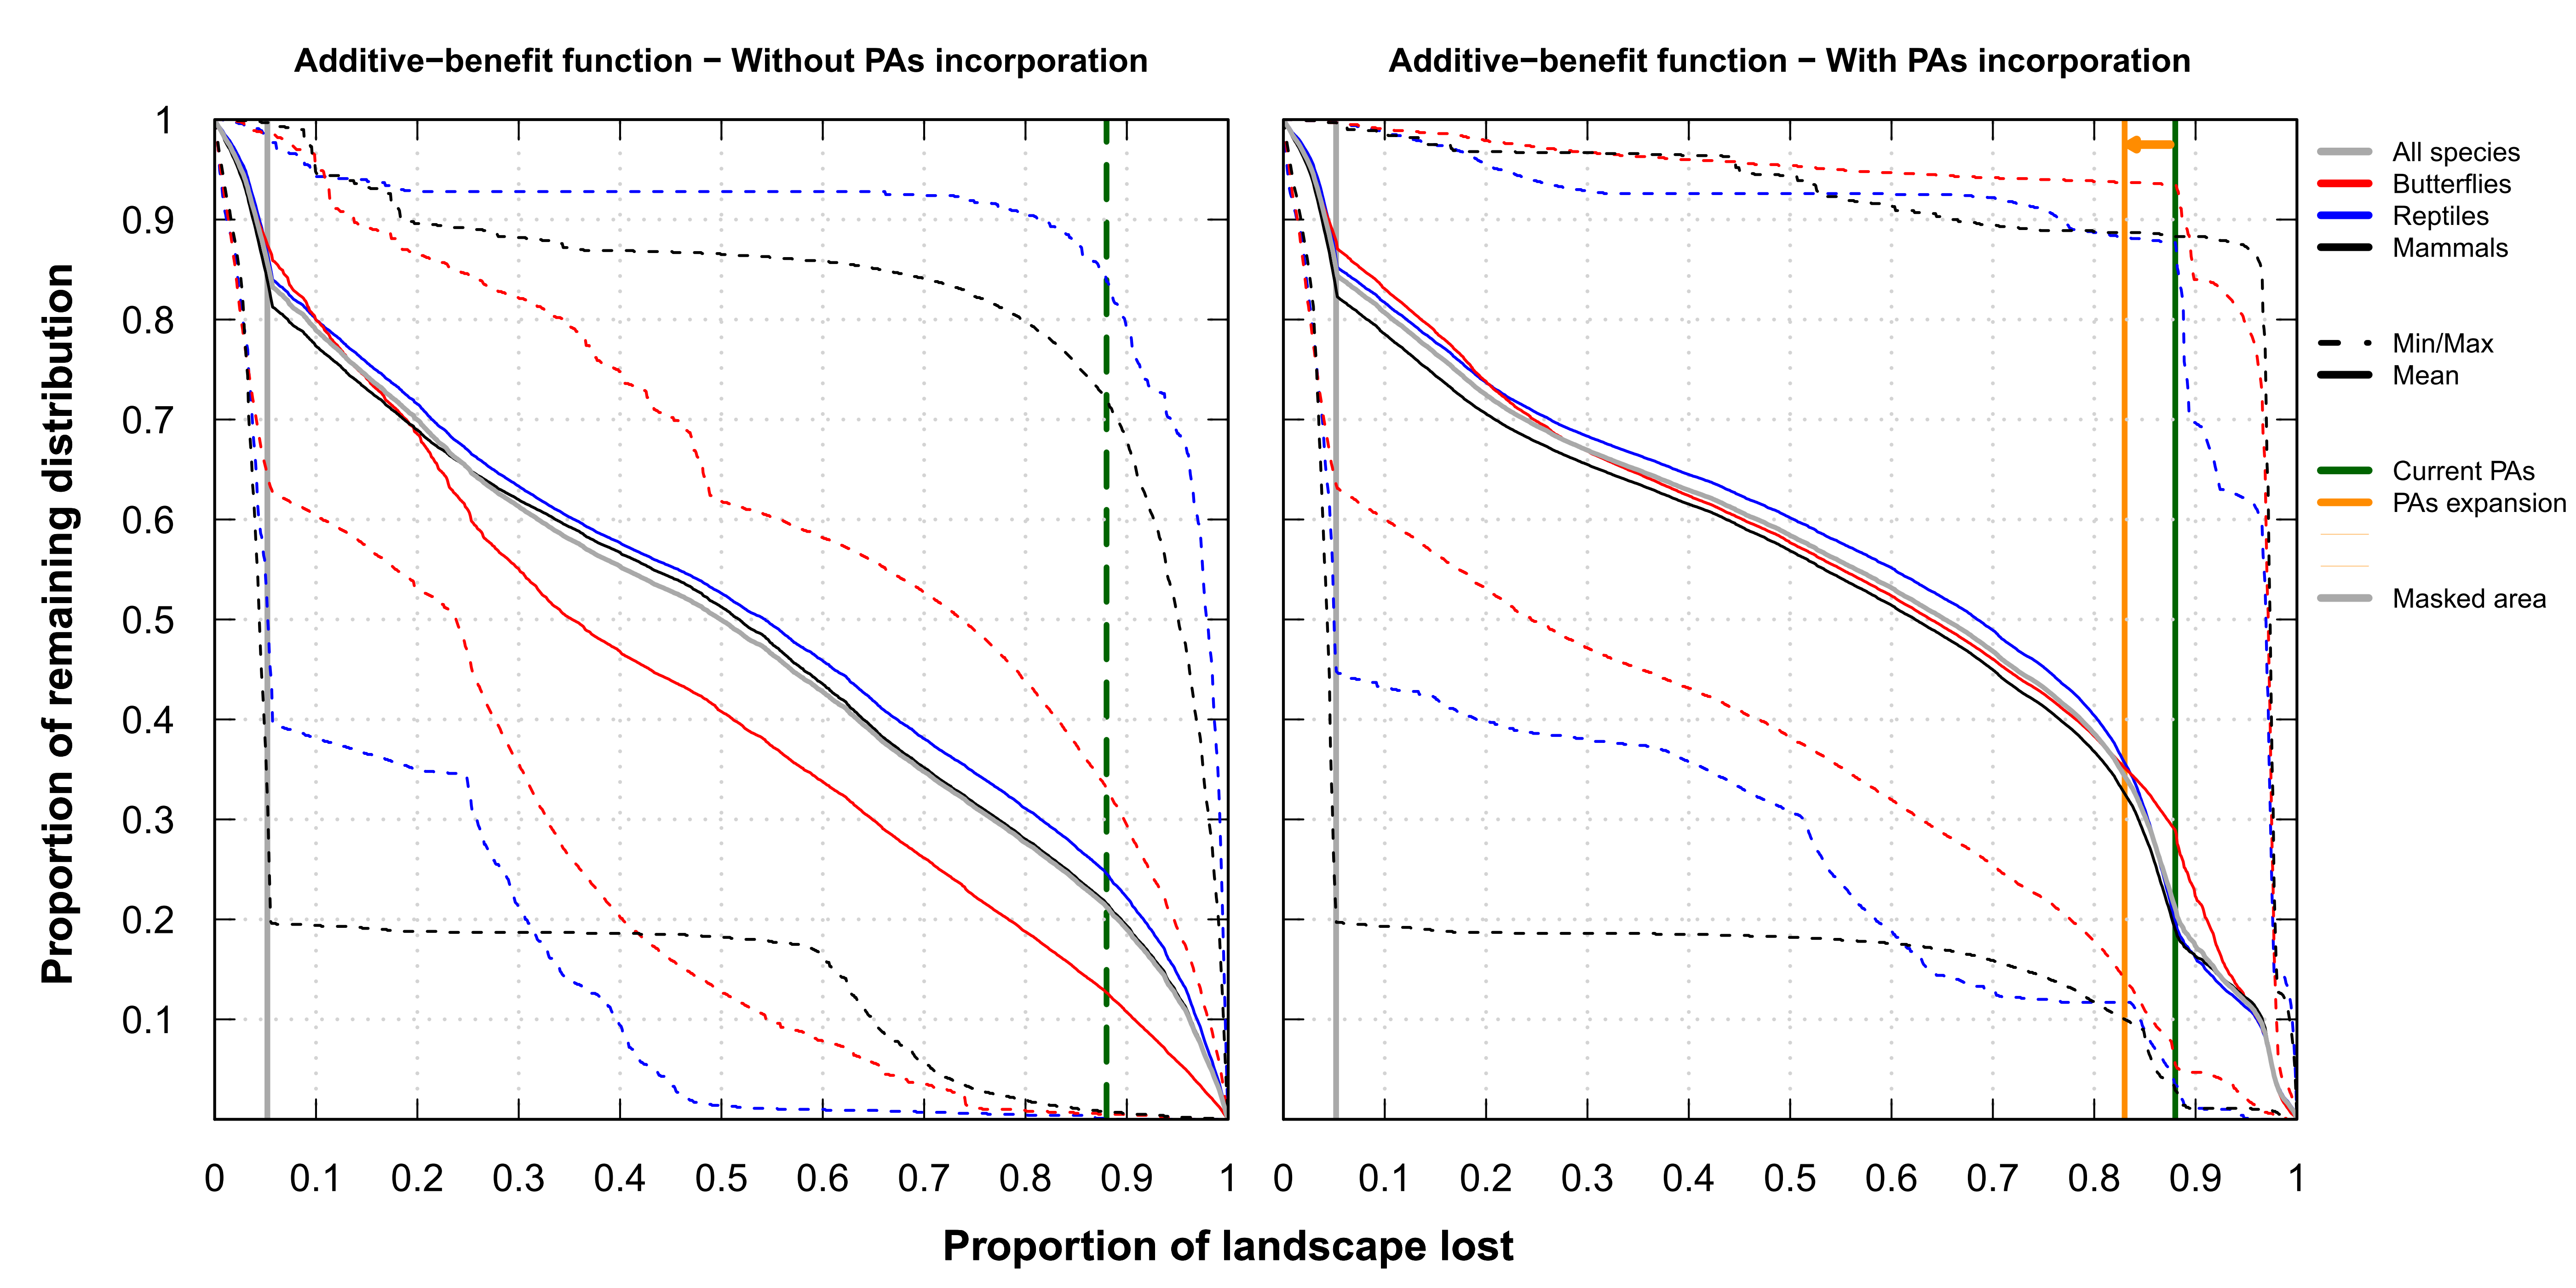 Additive−benefit function − Without PAs incorporation
Additive−benefit function − With PAs incorporation
Proportion of remaining distribution
1
0.9
0.8
0.7
0.6
0.5
0.4
0.3
0.2
0.1
0 0.1 0.2 0.3 0.4 0.5 0.6 0.7 0.8 0.9 1
0 0.1 0.2 0.3 0.4 0.5 0.6 0.7 0.8 0.9 1
Proportion of landscape lost
All species
Butterflies
Reptiles
Mammals
Min/Max
Mean
Current PAs
PAs expansion
Masked area